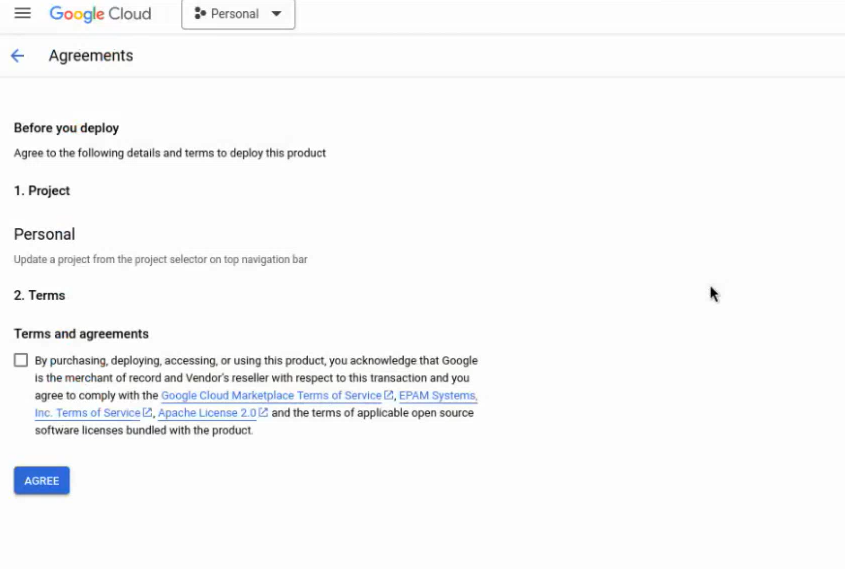 Google Cloud
Personal
Agreements
Before you deploy
Agree to the following details and terms to deploy this product
1. Project
Personal
Update a project from the project selector on top navigation bar
2. Terms
Terms and agreements
By purchasing, deploying, accessing, or using this product, you acknowledge that Google
is the merchant of record and Vendor's reseller with respect to this transaction and you
agree to comply with the Google Cloud Marketplace Terms of Service, EPAM Systems,
Inc. Terms of Service, Apache License 2.0 and the terms of applicable open source
software licenses bundled with the product.
AGREE